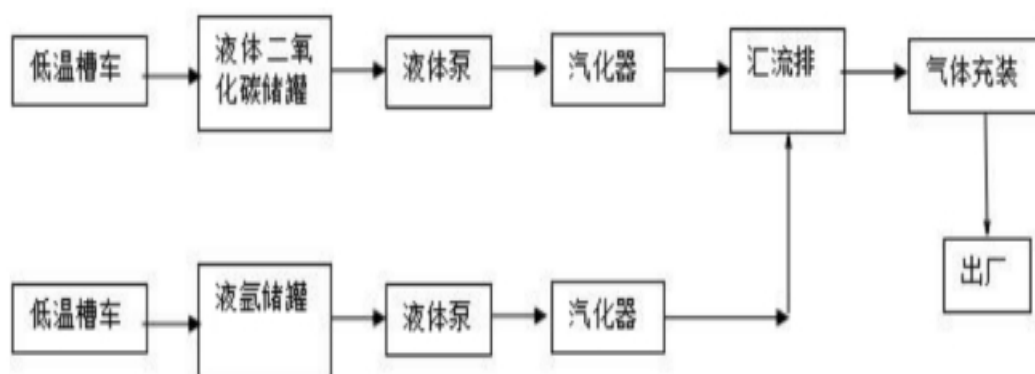 低温槽车
液体二氧
化碳储罐
液体泵
汽化器
汇流排
气体充装
出厂
低温槽车
液氩储罐
液体泵
汽化器